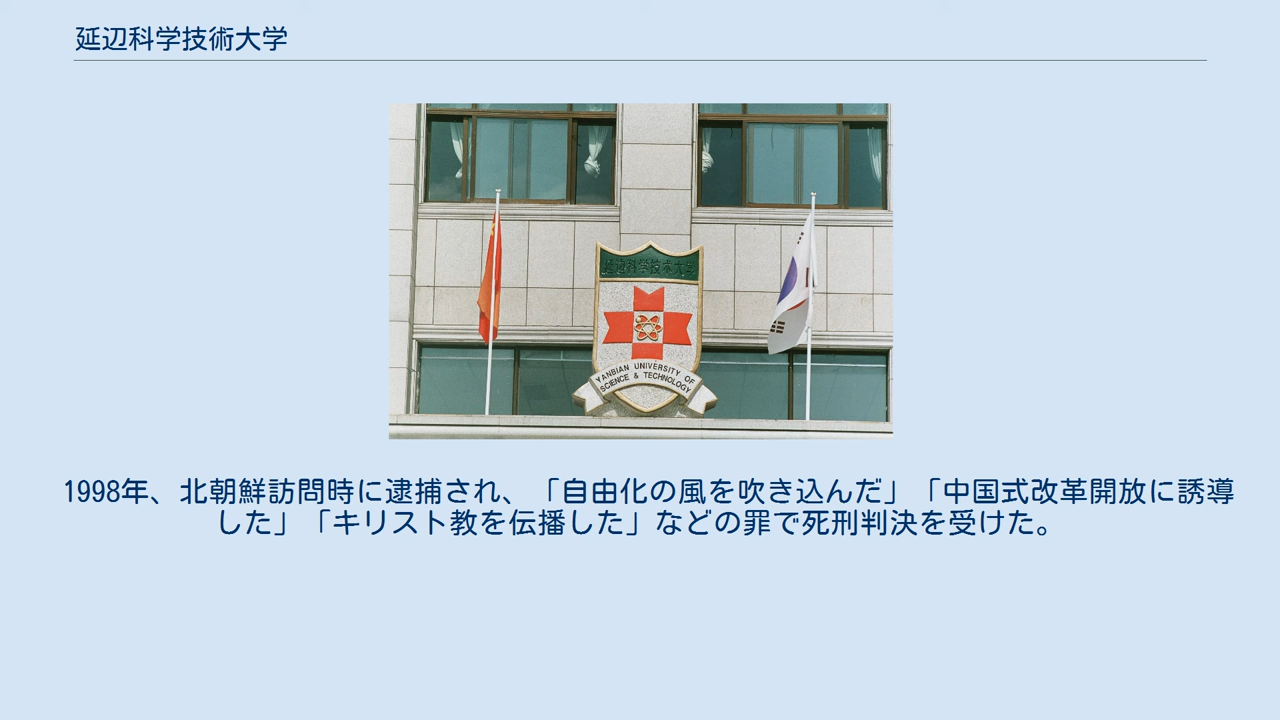 延辺科学技術大学
延辺科学技術大学
YANBIAN UNIVERSITY OF
SCIENCE & TECHNOLOGY
1998年、北朝鮮訪問時に逮捕され、「自由化の風を吹き込んだ」「中国式改革開放に誘導
した」「キリスト教を伝播した」などの罪で死刑判決を受けた。